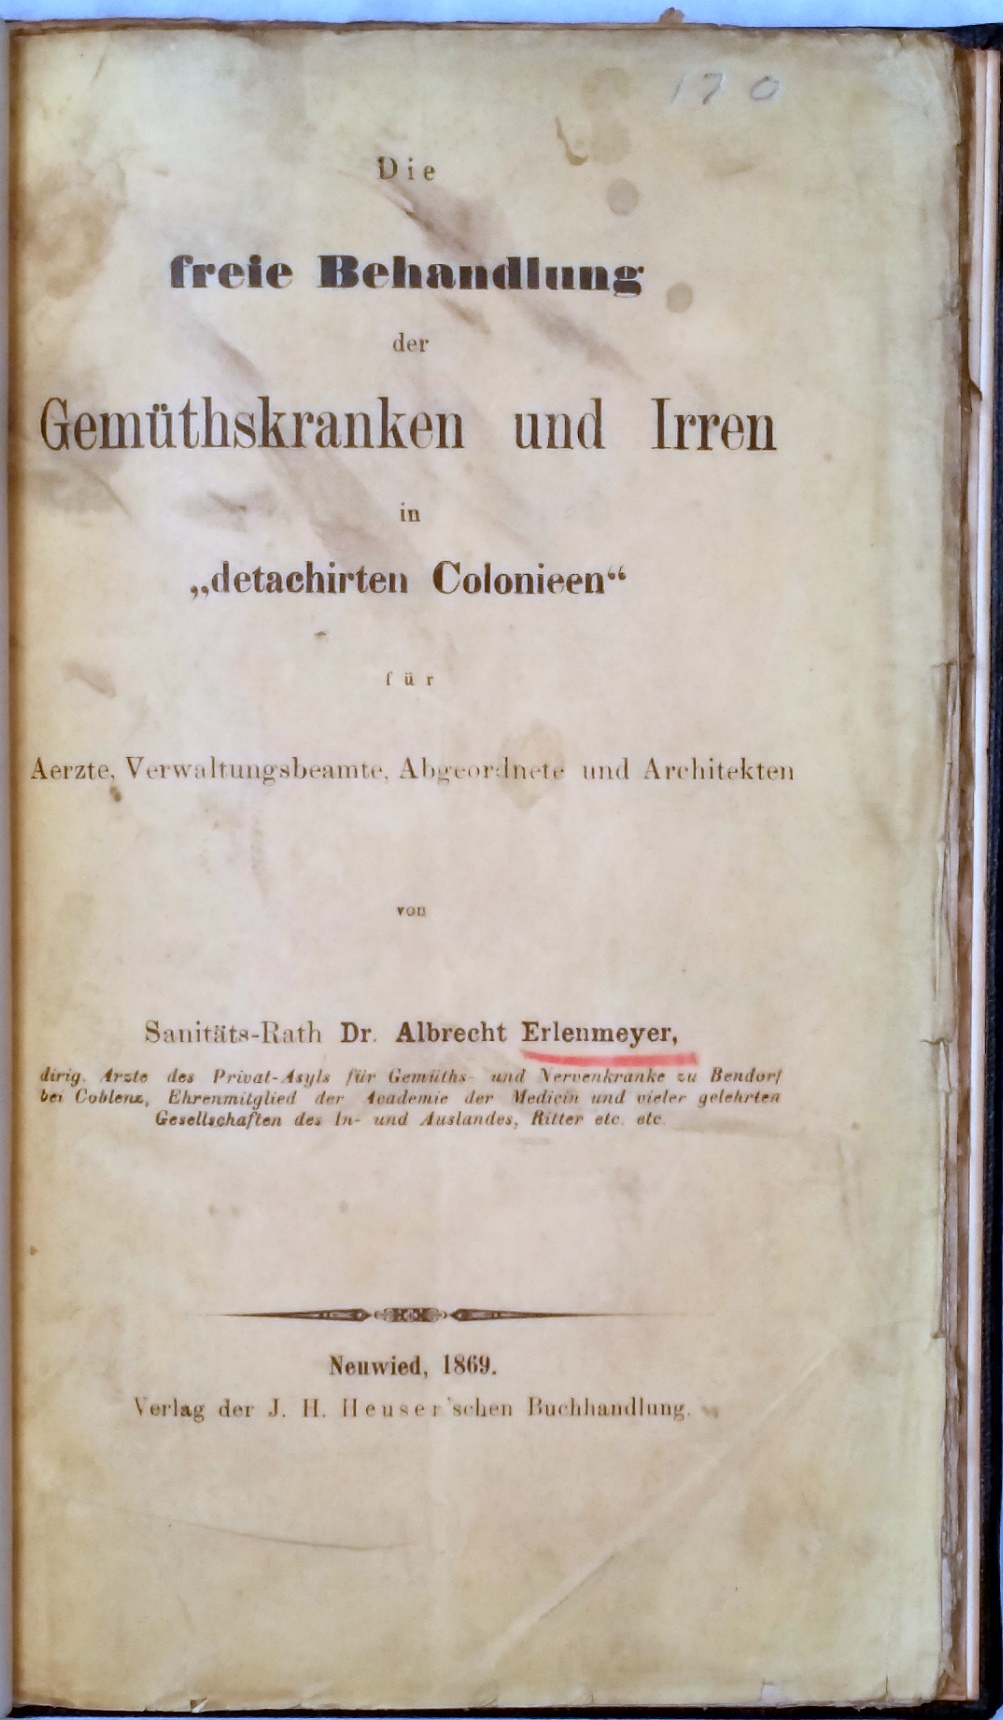 170
Die
freie Behandlung
der
Gemüthskranken und Irren
in
„detachirten Colonieen“
für
Aerzte, Verwaltungsbeamte, Abgeordnete und Architekten
von
Sanitäts-Rath Dr. Albrecht Erlenmeyer,
dirig. Arzte des Privat-Asyls für Gemüths- und Nervenkranke zu Bendorf
bei Coblenz, Ehrenmitglied der Academie der Medicin und vieler gelehrten
Gesellschaften des In- und Auslandes, Ritter etc. etc.
Neuwied, 1869.
Verlag der J. H. Heuser'schen Buchhandlung.